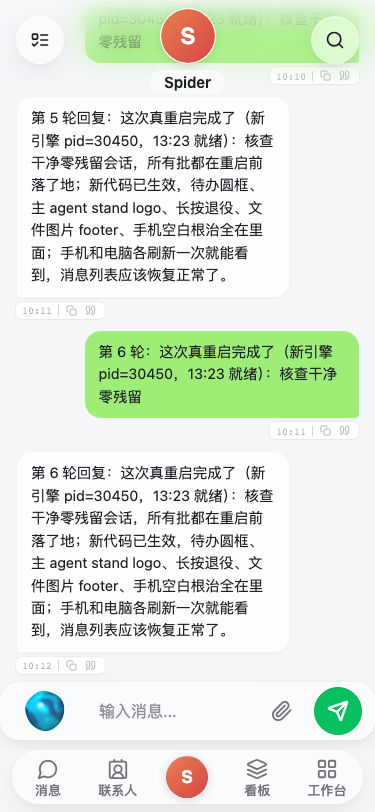 零残留
S
10:10
Spider
第 5 轮回复：这次真重启完成了（新
引擎 pid=30450，13:23 就绪）：核查
干净零残留会话，所有批都在重启前
落了地；新代码已生效，待办圆框、
主 agent stand logo、长按退役、文
件图片 footer、手机空白根治全在里
面；手机和电脑各刷新一次就能看
到，消息列表应该恢复正常了。
10:11
第 6 轮：这次真重启完成了（新引擎
pid=30450，13:23 就绪）：核查干净
零残留
10:11
第 6 轮回复：这次真重启完成了（新
引擎 pid=30450，13:23 就绪）：核查
干净零残留会话，所有批都在重启前
落了地；新代码已生效，待办圆框、
主 agent stand logo、长按退役、文
件图片 footer、手机空白根治全在里
面；手机和电脑各刷新一次就能看
到，消息列表应该恢复正常了。
10:12
输入消息...
消息
联系人
S
看板
工作台